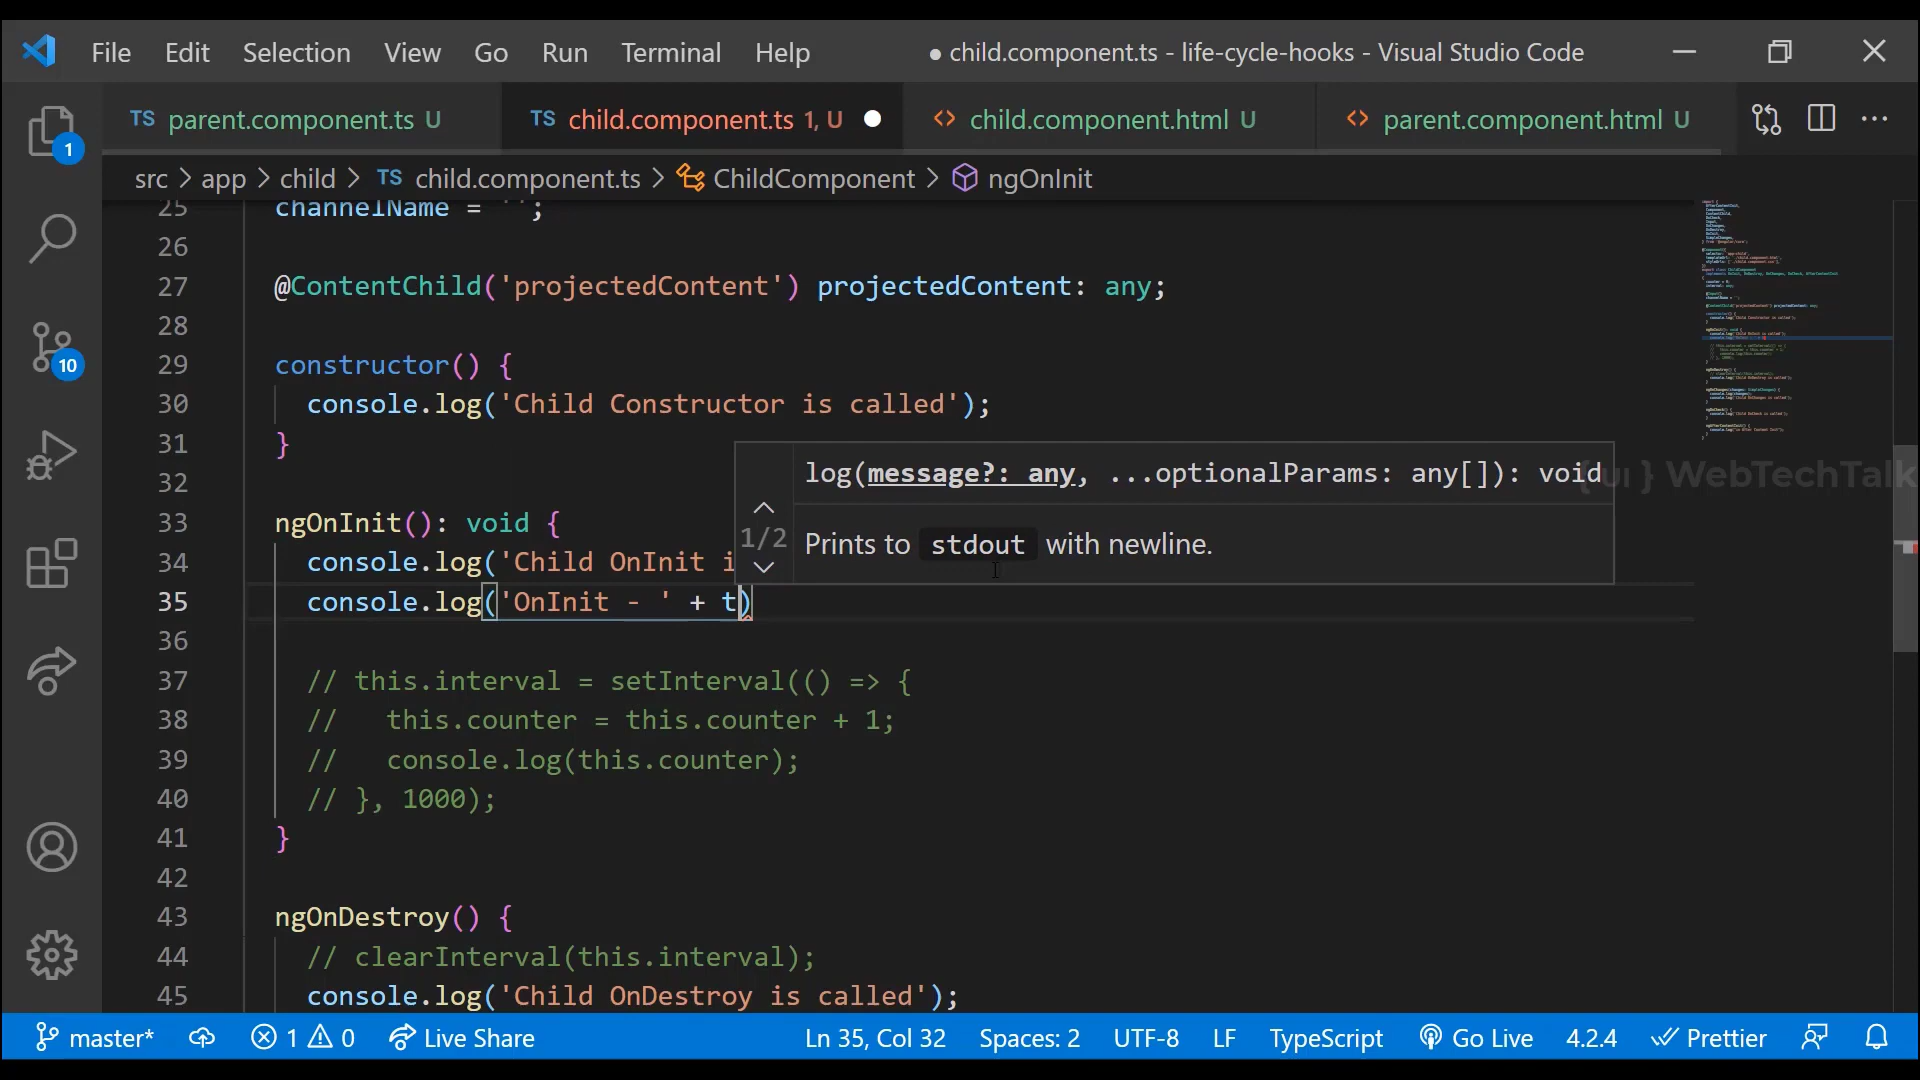 File Edit Selection View Go Run Terminal Help ● child.component.ts - life-cycle-hooks - Visual Studio Code
TS parent.component.ts U TS child.component.ts 1, U child.component.html U parent.component.html U
1
src > app > child > TS child.component.ts > ChildComponent > ngOnInit
25 channelName = '';
26
27 @ContentChild('projectedContent') projectedContent: any;
28
29 constructor() {
30 console.log('Child Constructor is called');
31 }
32
log(message?: any, ...optionalParams: any[]): void
{ui} WebTechTalk
33 ngOnInit(): void {
1/2 Prints to stdout with newline.
34 console.log('Child OnInit i
35 console.log('OnInit - ' + t)
36
37 // this.interval = setInterval(() => {
38 // this.counter = this.counter + 1;
39 // console.log(this.counter);
40 // }, 1000);
41 }
42
43 ngOnDestroy() {
44 // clearInterval(this.interval);
45 console.log('Child OnDestroy is called');
10
master* 1 0 Live Share Ln 35, Col 32 Spaces: 2 UTF-8 LF TypeScript Go Live 4.2.4 Prettier